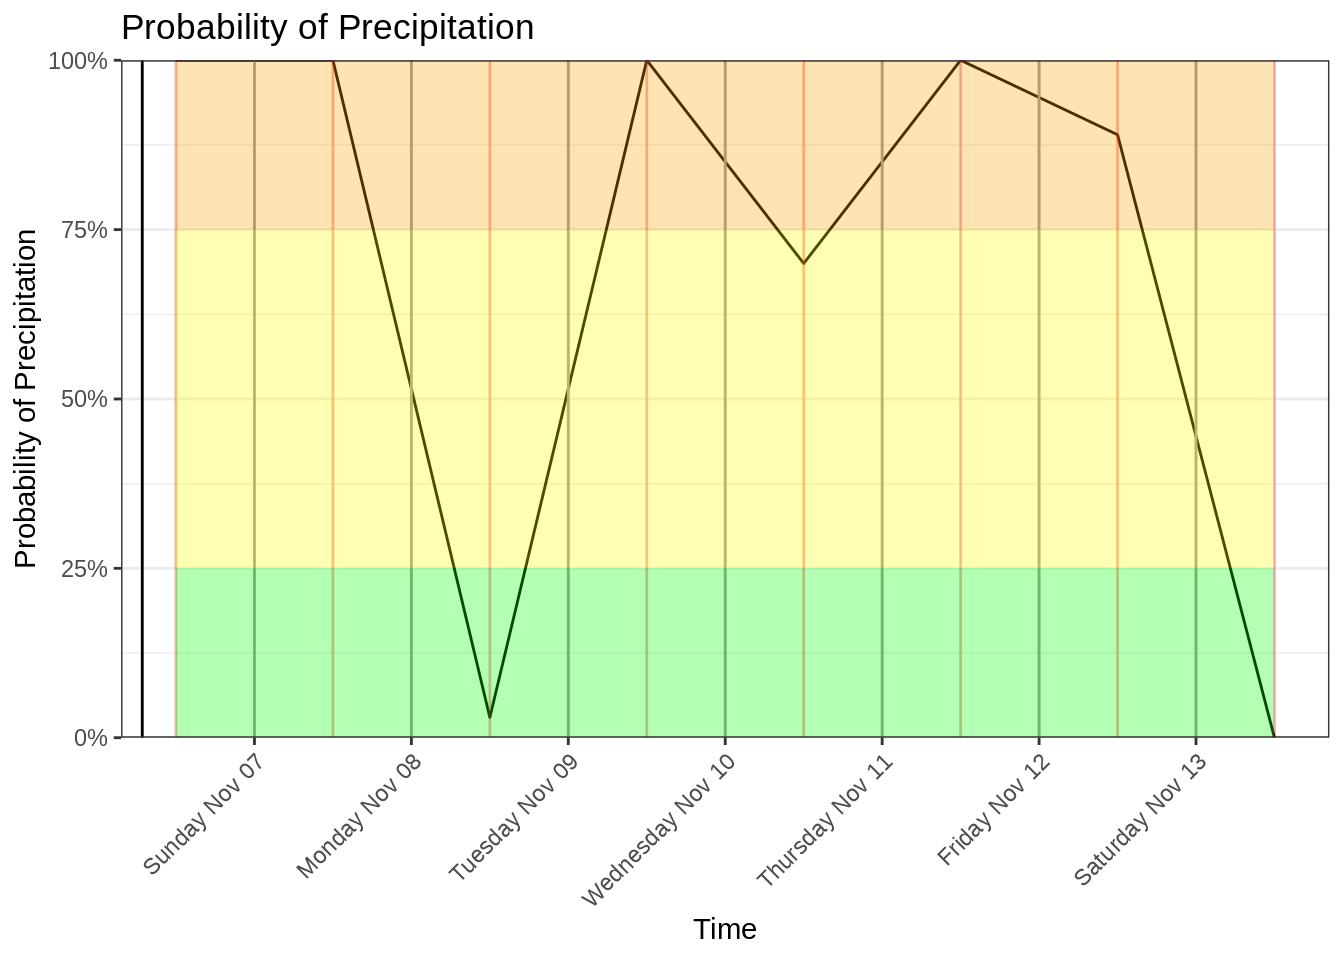 Probability of Precipitation
100%
75%
50%
25%
0%
Probability of Precipitation
Sunday Nov 07
Monday Nov 08
Tuesday Nov 09
Wednesday Nov 10
Thursday Nov 11
Friday Nov 12
Saturday Nov 13
Time